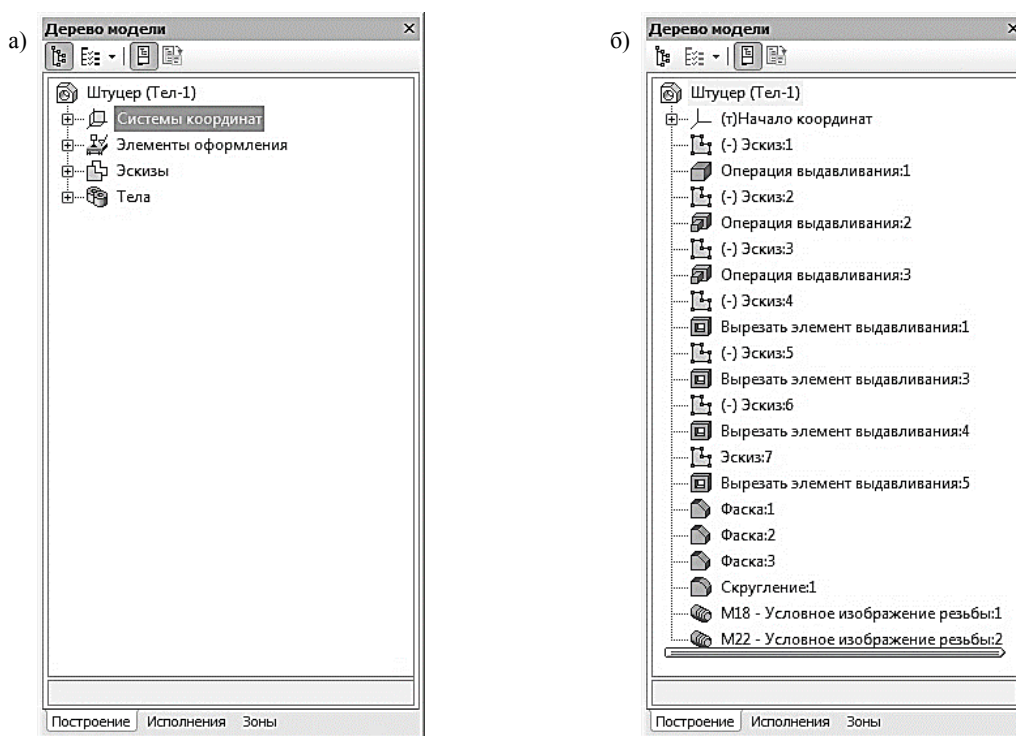 а)
Дерево модели
Штуцер (Тел-1)
Системы координат
Элементы оформления
Эскизы
Тела
Построение Исполнения Зоны
б)
Дерево модели
Штуцер (Тел-1)
(т)Начало координат
(-) Эскиз:1
Операция выдавливания:1
(-) Эскиз:2
Операция выдавливания:2
(-) Эскиз:3
Операция выдавливания:3
(-) Эскиз:4
Вырезать элемент выдавливания:1
(-) Эскиз:5
Вырезать элемент выдавливания:3
(-) Эскиз:6
Вырезать элемент выдавливания:4
Эскиз:7
Вырезать элемент выдавливания:5
Фаска:1
Фаска:2
Фаска:3
Скругление:1
М18 - Условное изображение резьбы:1
М22 - Условное изображение резьбы:2
Построение Исполнения Зоны